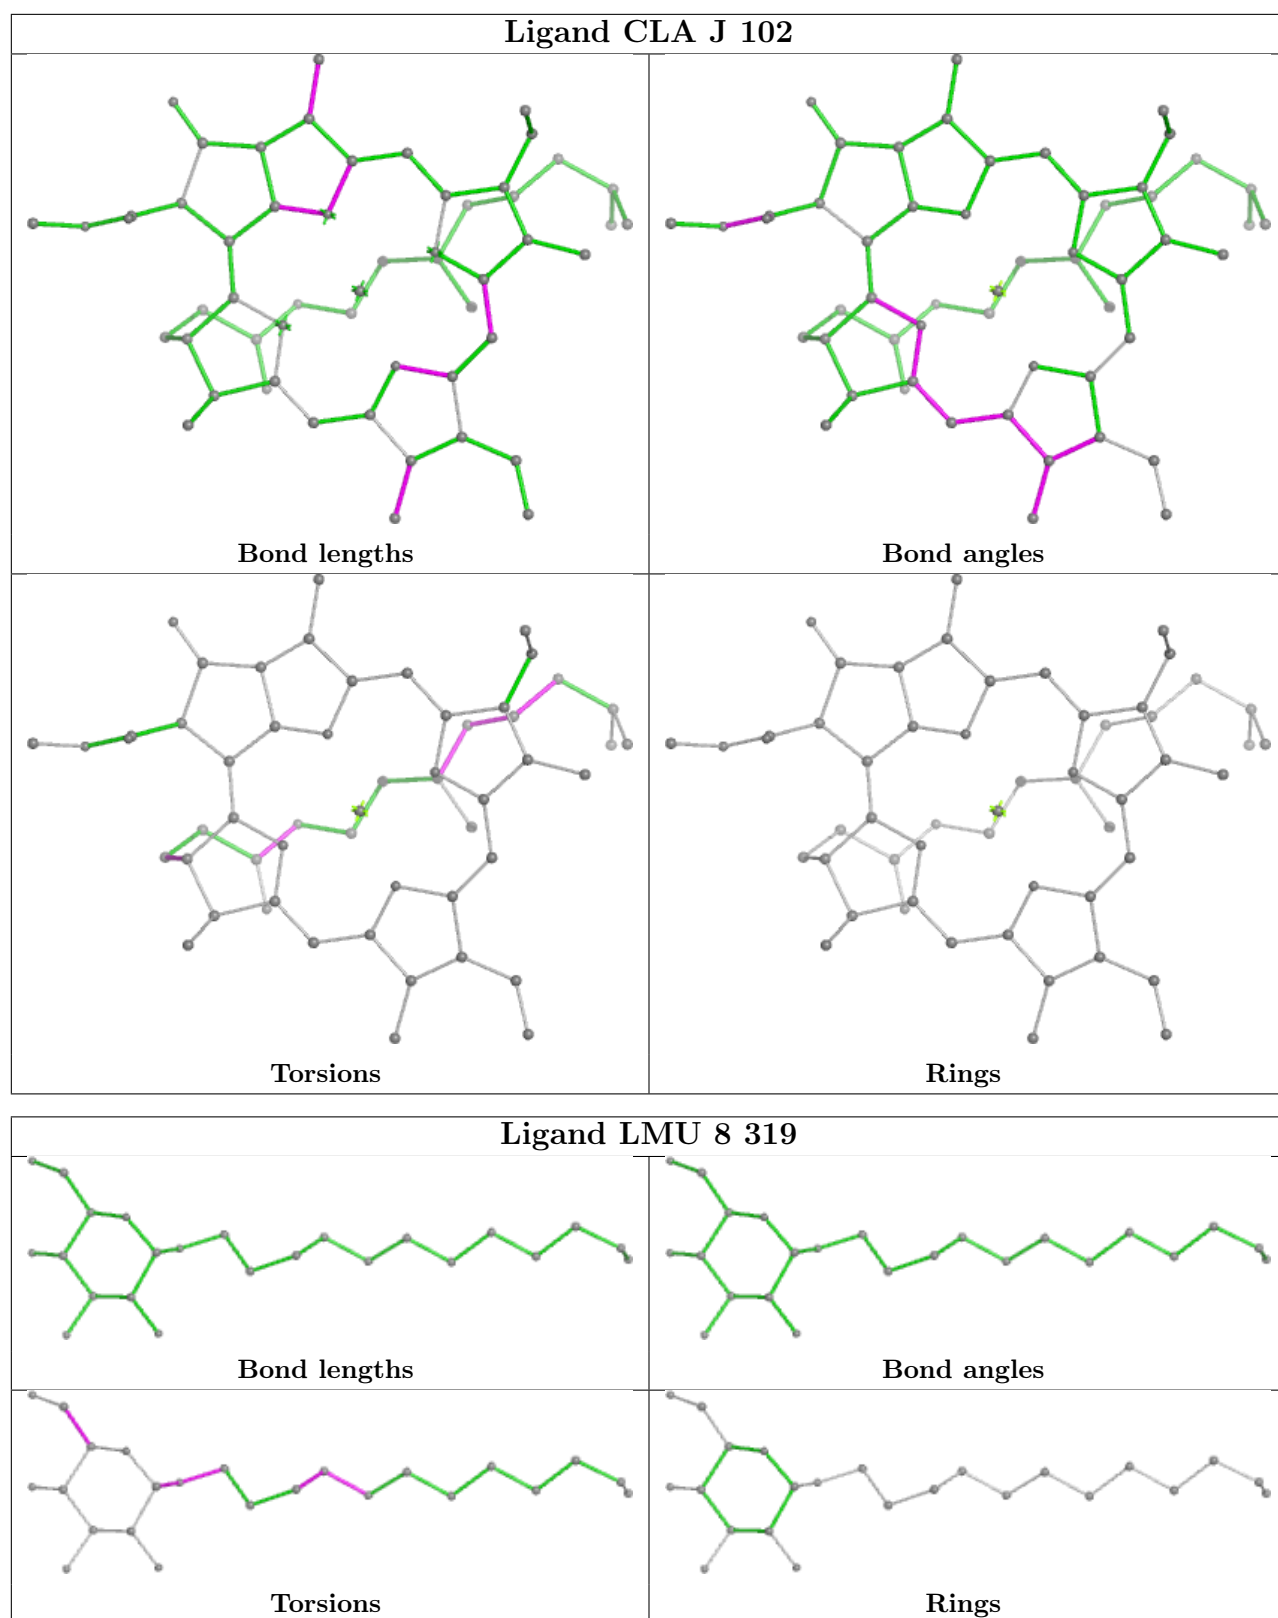 Ligand CLA J 102
Bond lengths
Bond angles
Torsions
Rings
Ligand LMU 8 319
Bond lengths
Bond angles
Torsions
Rings